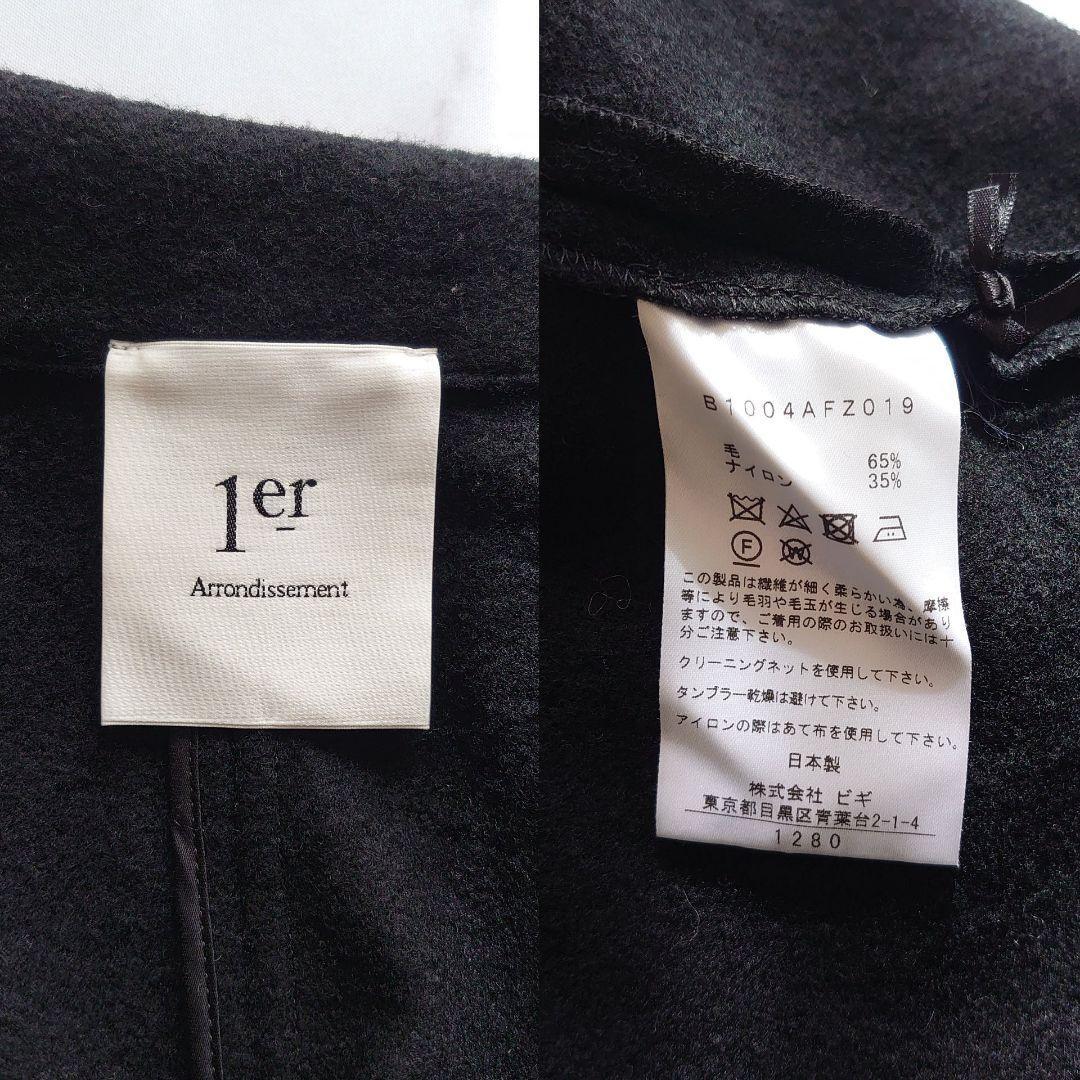 1er
Arrondissement
B1004AFZ019
毛 65%
ナイロン 35%
F W
この製品は繊維が細く柔らかい為、摩擦
等により毛羽や毛玉が生じる場合があり
ますので、ご着用の際のお取扱いには十
分ご注意下さい。
クリーニングネットを使用して下さい。
タンブラー乾燥は避けて下さい。
アイロンの際はあて布を使用して下さい。
日本製
株式会社 ビギ
東京都目黒区青葉台2-1-4
1280